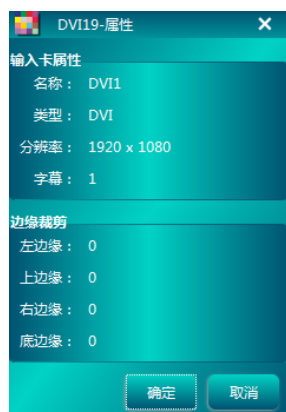 DVI19-属性
输入卡属性
名称： DVI1
类型： DVI
分辨率： 1920 x 1080
字幕： 1
边缘裁剪
左边缘： 0
上边缘： 0
右边缘： 0
底边缘： 0
确定 取消